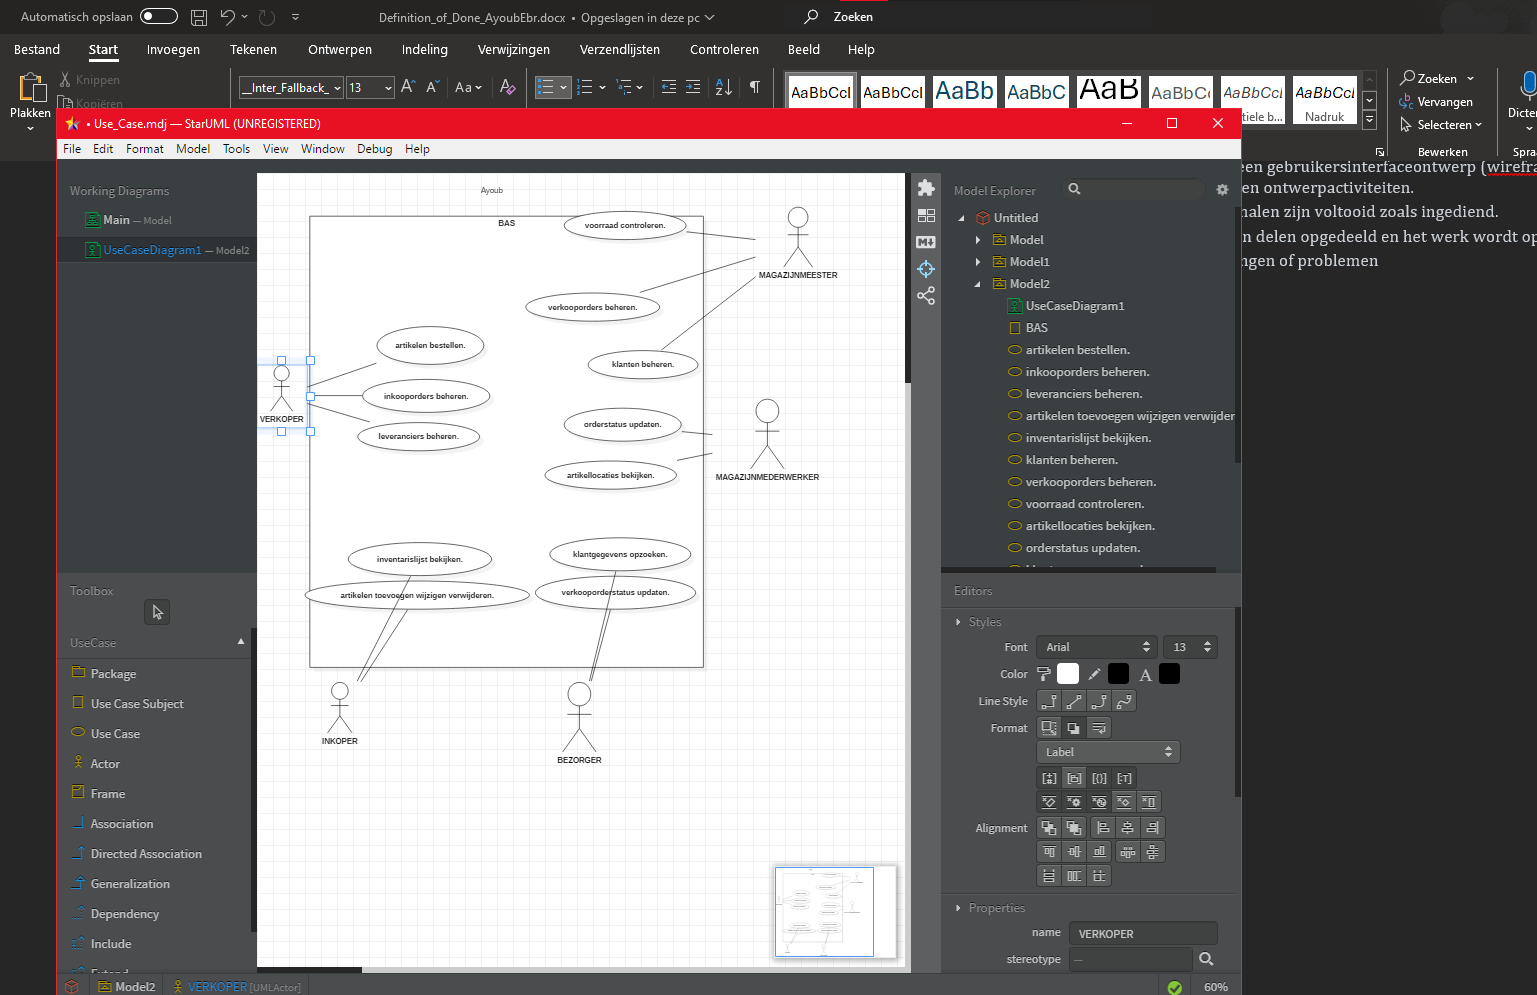 Automatisch opslaan
Definition_of_Done_AyoubEbr.docx • Opgeslagen in deze pc
Zoeken
Bestand Start Invoegen Tekenen Ontwerpen Indeling Verwijzingen Verzendlijsten Controleren Beeld Help
Plakken
Knippen
Kopiëren
__Inter_Fallback_ 13
Aa
AaBbCcl AaBbCcl AaBb AaBbC AaB AaBbC AaBbCcL AaBbCcl
tiele b... Nadruk
Zoeken
Vervangen
Selecteren
Bewerken
Dicter
Spra
• Use_Case.mdj — StarUML (UNREGISTERED)
File Edit Format Model Tools View Window Debug Help
een gebruikersinterfaceontwerp (wirefra
en ontwerpactiviteiten.
nalen zijn voltooid zoals ingediend.
n delen opgedeeld en het werk wordt op
ngen of problemen
Working Diagrams
Main — Model
UseCaseDiagram1 — Model2
Toolbox
UseCase
Package
Use Case Subject
Use Case
Actor
Frame
Association
Directed Association
Generalization
Dependency
Include
Extend
Ayoub
BAS
voorraad controleren.
MAGAZIJNMEESTER
verkooporders beheren.
artikelen bestellen.
klanten beheren.
inkooporders beheren.
VERKOPER
leveranciers beheren.
orderstatus updaten.
artikellocaties bekijken.
MAGAZIJNMEDERWERKER
inventarislijst bekijken.
klantgegevens opzoeken.
artikelen toevoegen wijzigen verwijderen.
verkooporderstatus updaten.
INKOPER
BEZORGER
Model Explorer
Untitled
Model
Model1
Model2
UseCaseDiagram1
BAS
artikelen bestellen.
inkooporders beheren.
leveranciers beheren.
artikelen toevoegen wijzigen verwijder
inventarislijst bekijken.
klanten beheren.
verkooporders beheren.
voorraad controleren.
artikellocaties bekijken.
orderstatus updaten.
Editors
Styles
Font Arial 13
Color
Line Style
Format
Label
Alignment
Properties
name VERKOPER
stereotype —
Model2 VERKOPER [UMLActor]
60%